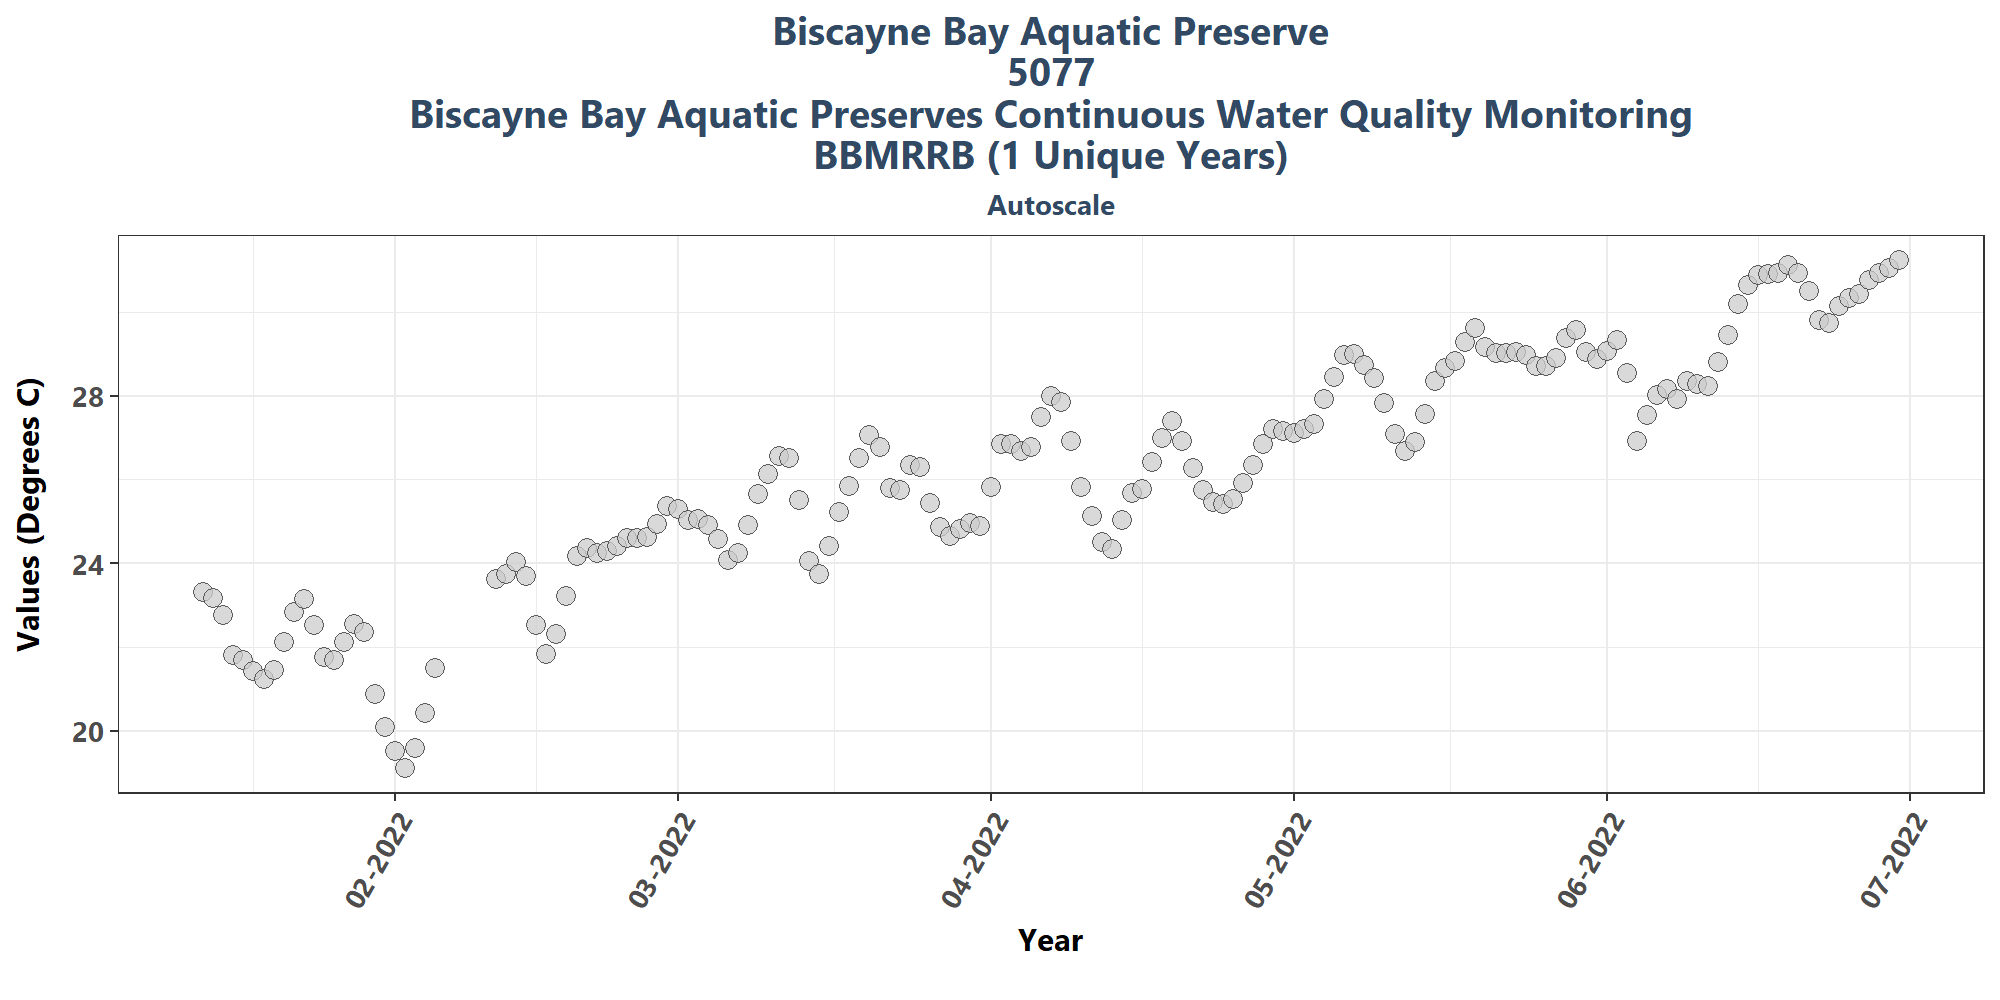 Biscayne Bay Aquatic Preserve
5077
Biscayne Bay Aquatic Preserves Continuous Water Quality Monitoring
BBMRRB (1 Unique Years)
Autoscale
Values (Degrees C)
28
24
20
02-2022
03-2022
04-2022
05-2022
06-2022
07-2022
Year